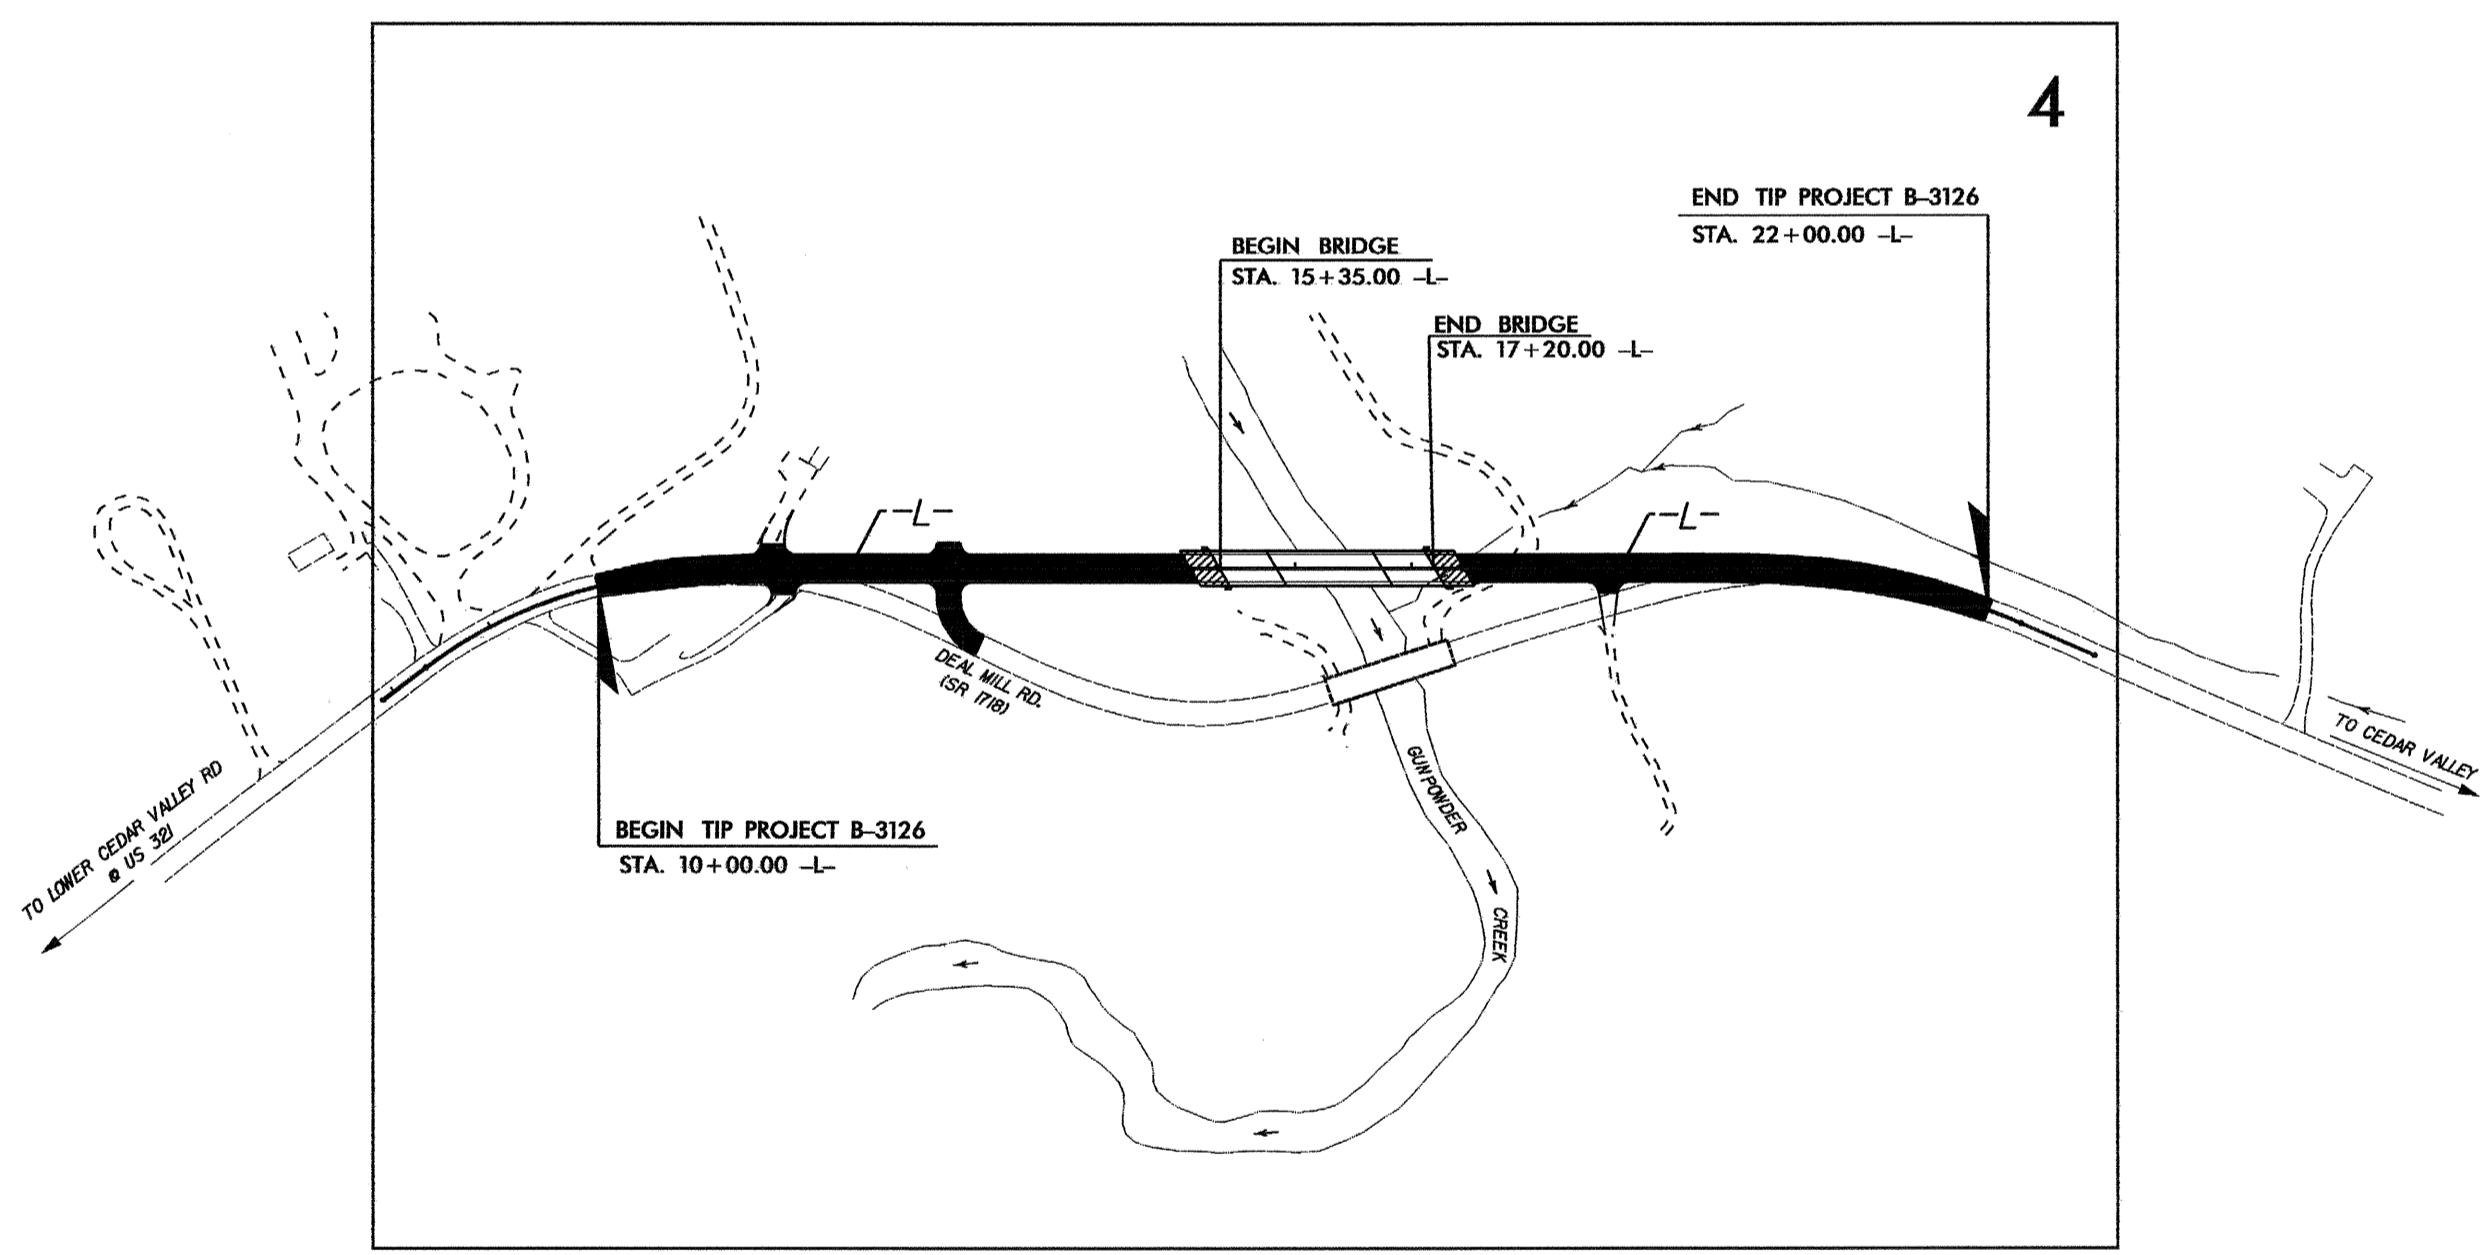 4
END TIP PROJECT B-3126
STA. 22+00.00 -L-
BEGIN BRIDGE
STA. 15+35.00 -L-
END BRIDGE
STA. 17+20.00 -L-
-L-
-L-
DEAL MILL RD.
(SR 1718)
TO CEDAR VALLEY
GUNPOWDER
CREEK
TO LOWER CEDAR VALLEY RD
@ US 321
BEGIN TIP PROJECT B-3126
STA. 10+00.00 -L-